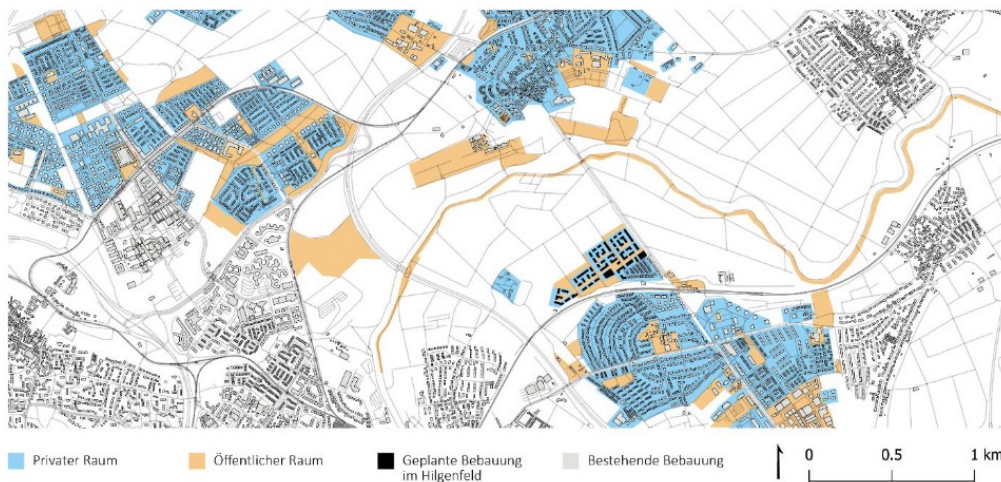 Privater Raum
Öffentlicher Raum
Geplante Bebauung
im Hilgenfeld
Bestehende Bebauung
0
0.5
1 km